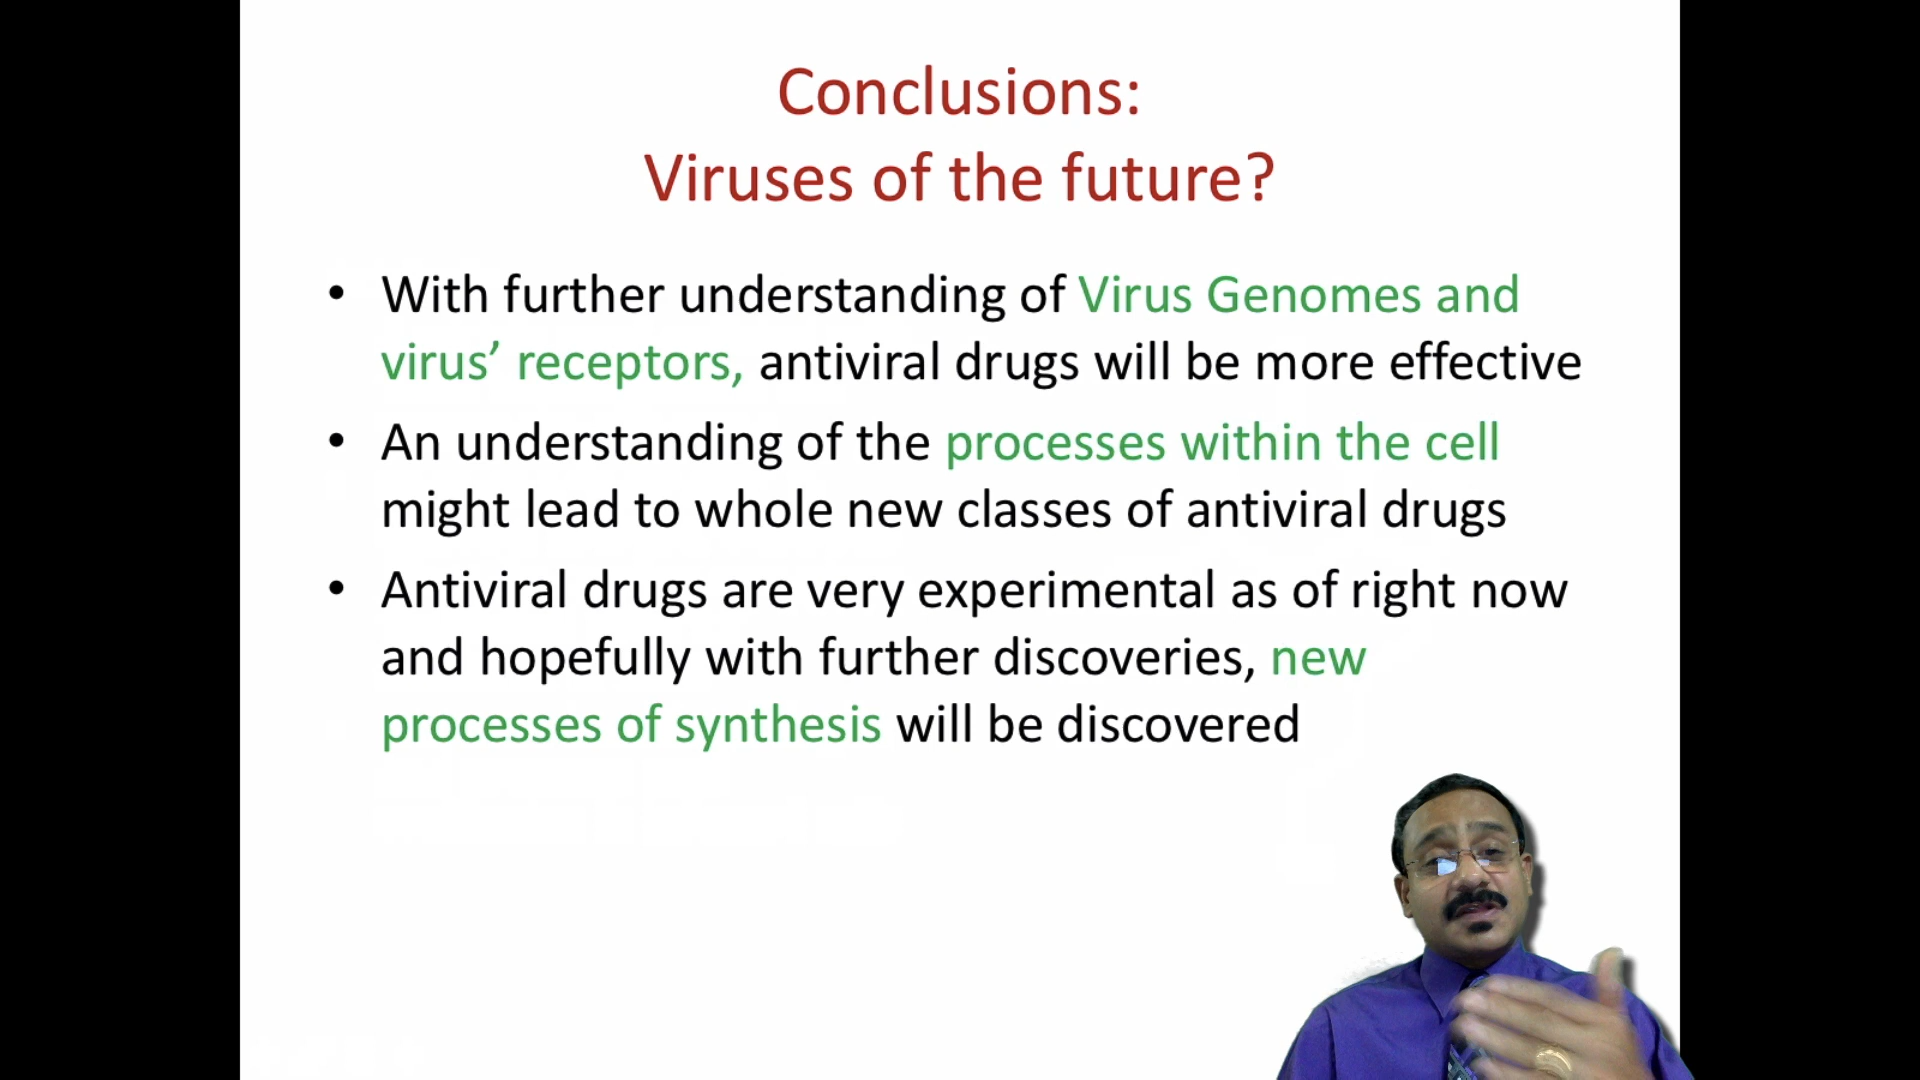 Conclusions:
Viruses of the future?
• With further understanding of Virus Genomes and
virus’ receptors, antiviral drugs will be more effective
• An understanding of the processes within the cell
might lead to whole new classes of antiviral drugs
• Antiviral drugs are very experimental as of right now
and hopefully with further discoveries, new
processes of synthesis will be discovered